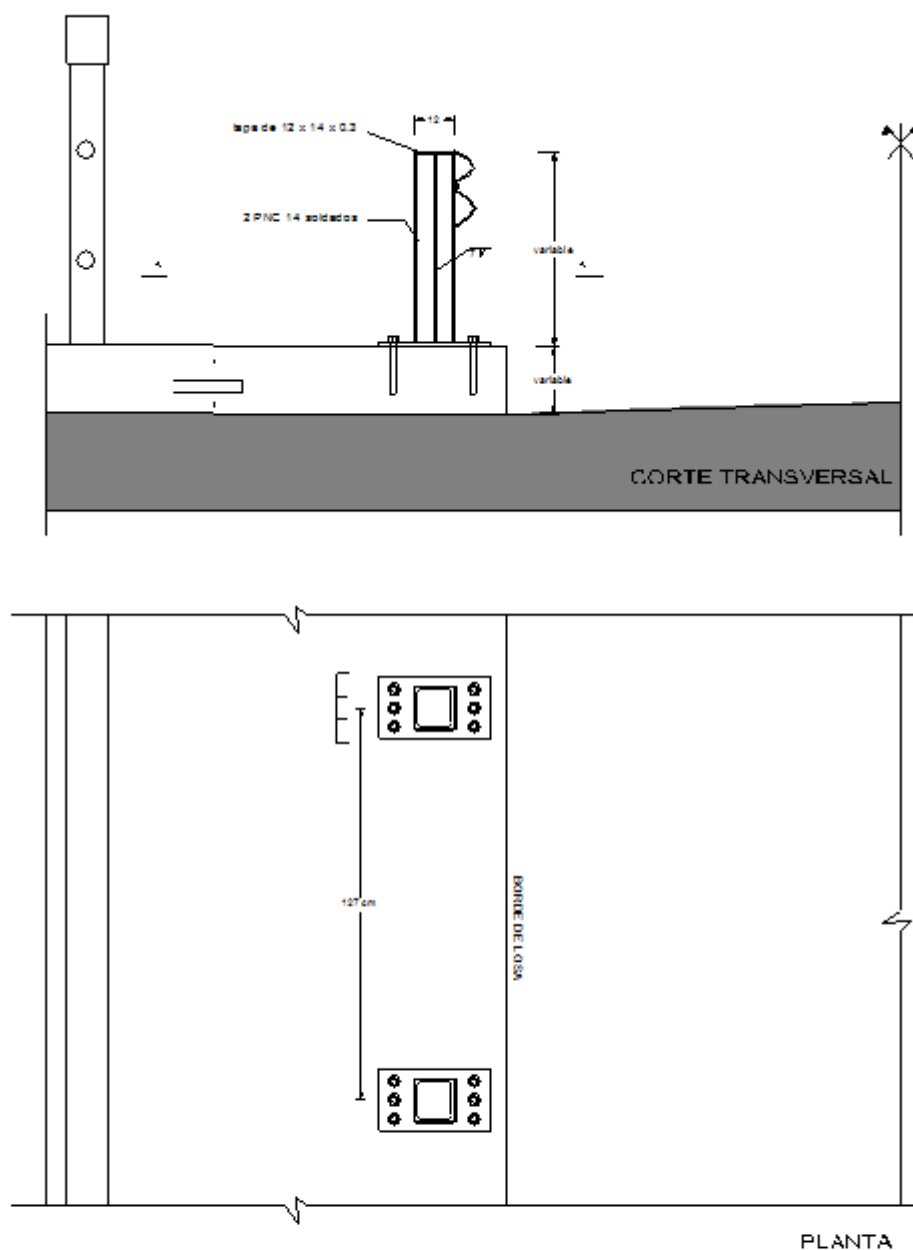 12
tapa de 12 x 14 x 0.3
2 PNC 14 soldados
variable
variable
CORTE TRANSVERSAL
127 cm
BORDE DE LOSA
PLANTA